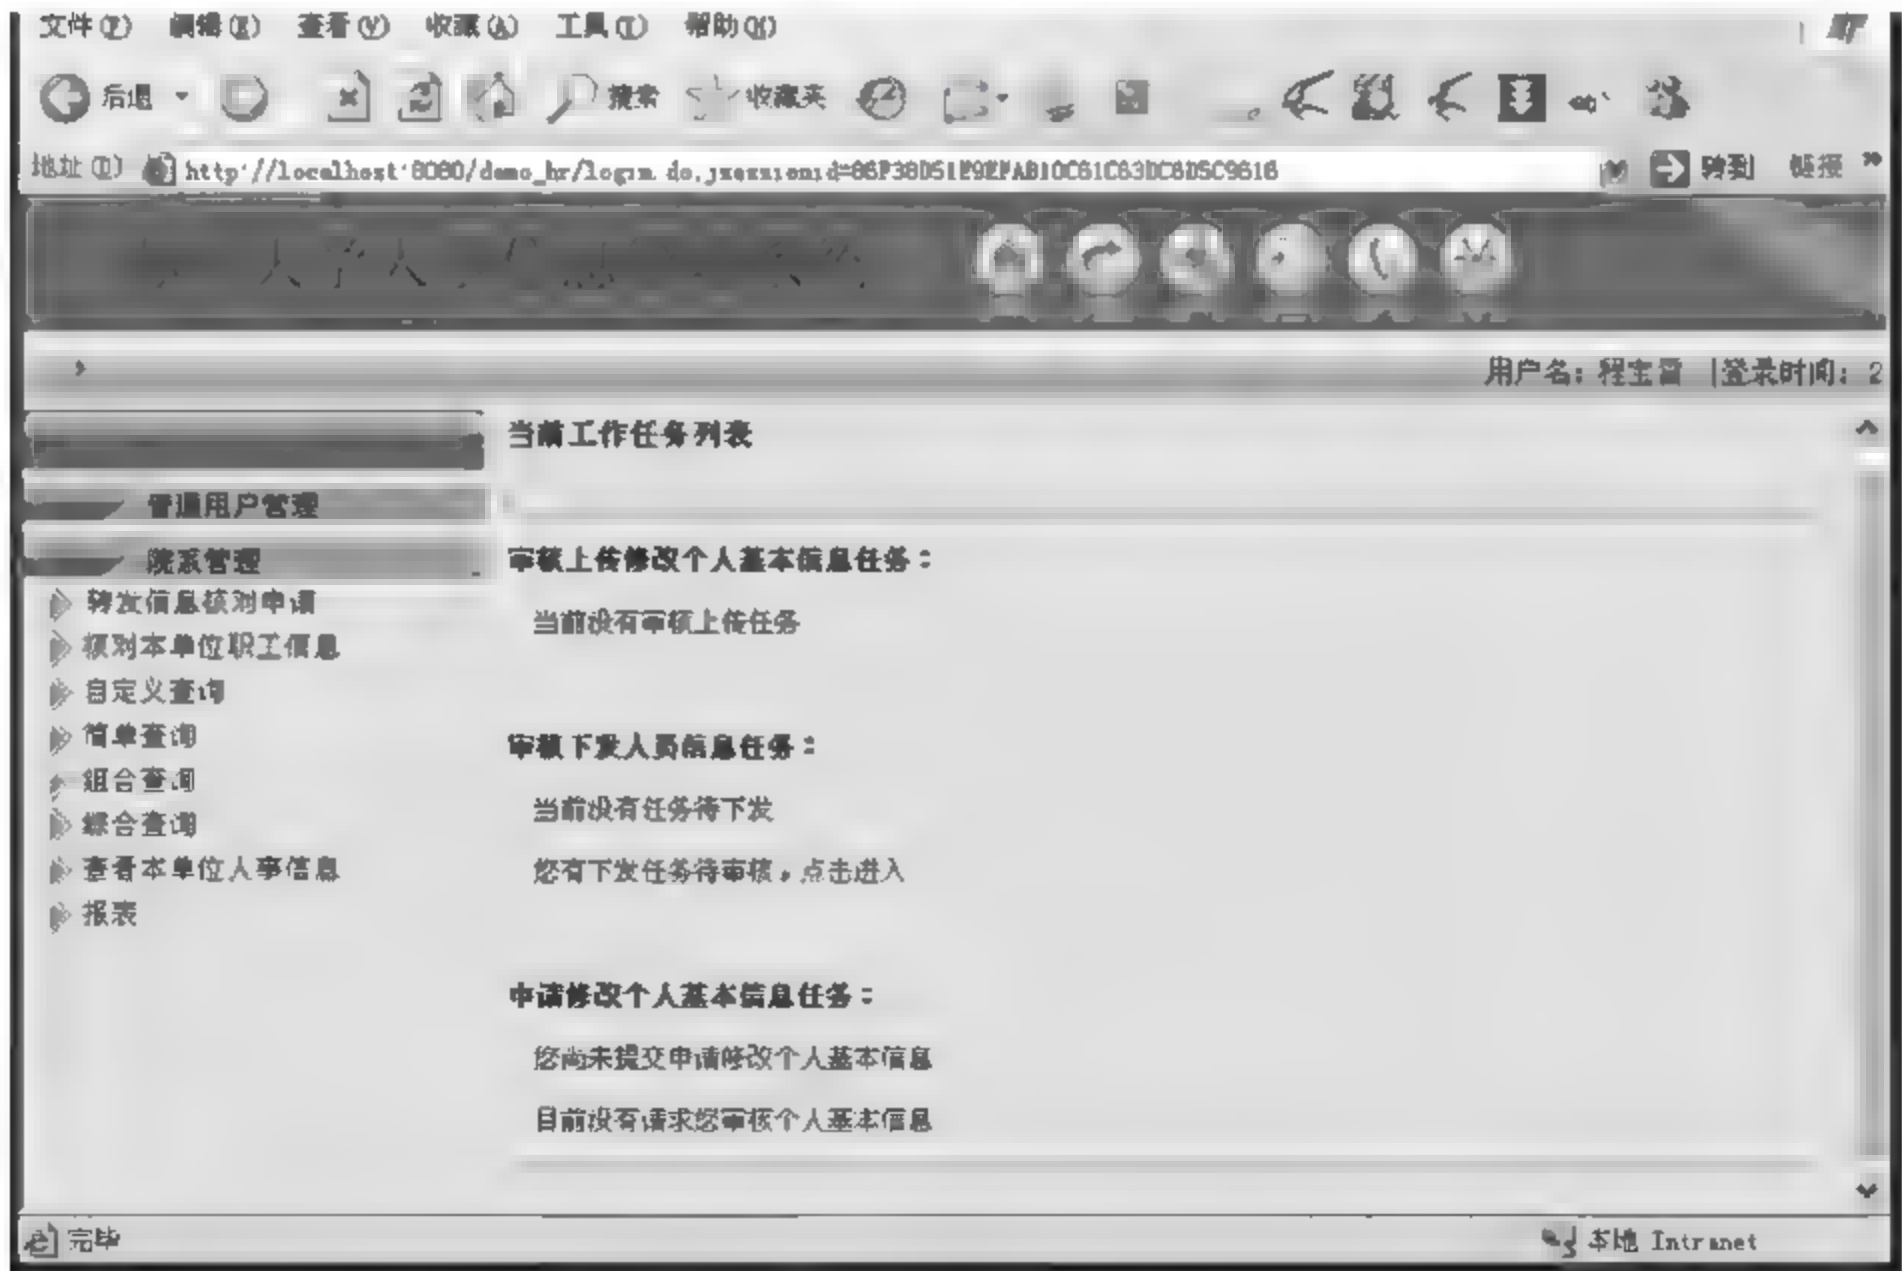 文件(F) 编辑(E) 查看(V) 收藏(A) 工具(T) 帮助(H)
后退 搜索 收藏夹
地址(D) http://localhost:8080/demo_hr/login.do;jsessionid= 转到 链接 »
用户名: |登录时间: 2
当前工作任务列表
普通用户管理
院系管理
转发信息核对申请
核对本单位职工信息
自定义查询
简单查询
组合查询
综合查询
查看本单位人事信息
报表
审核上传修改个人基本信息任务:
当前没有审核上传任务
审核下发人员信息任务:
当前没有任务待下发
您有下发任务待审核,点击进入
申请修改个人基本信息任务:
您尚未提交申请修改个人基本信息
目前没有请求您审核个人基本信息
完毕
本地 Intranet